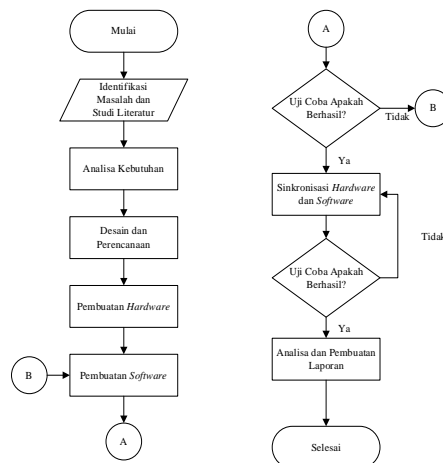 Mulai
Identifikasi
Masalah dan
Studi Literatur
Analisa Kebutuhan
Desain dan
Perencanaan
Pembuatan Hardware
B
Pembuatan Software
A
A
Uji Coba Apakah
Berhasil?
Tidak
B
Ya
Sinkronisasi Hardware
dan Software
Tidak
Uji Coba Apakah
Berhasil?
Ya
Analisa dan Pembuatan
Laporan
Selesai